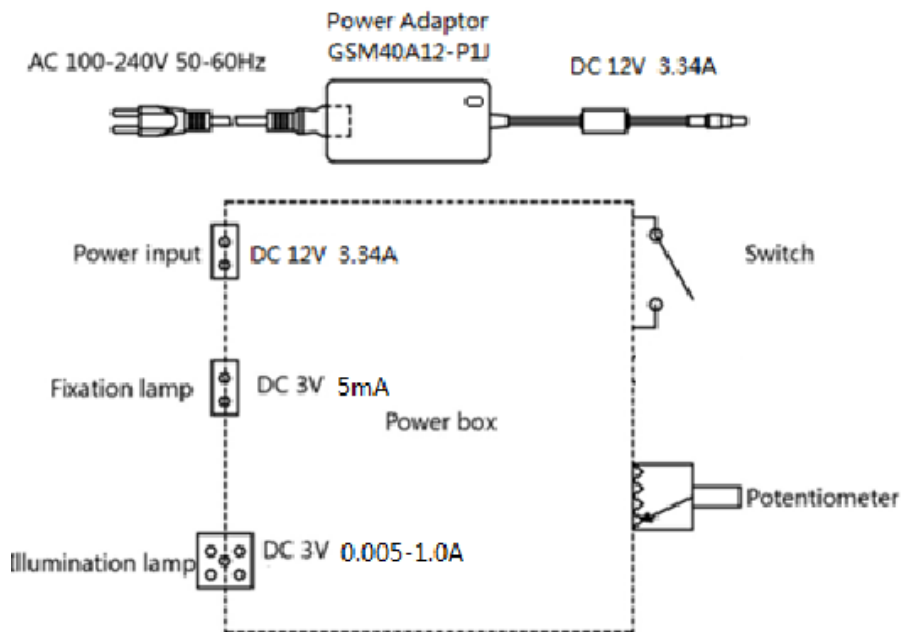 Power Adaptor
GSM40A12-P1J
AC 100-240V 50-60Hz
DC 12V 3.34A
Power input
DC 12V 3.34A
Switch
Fixation lamp
DC 3V 5mA
Power box
Potentiometer
Illumination lamp
DC 3V 0.005-1.0A